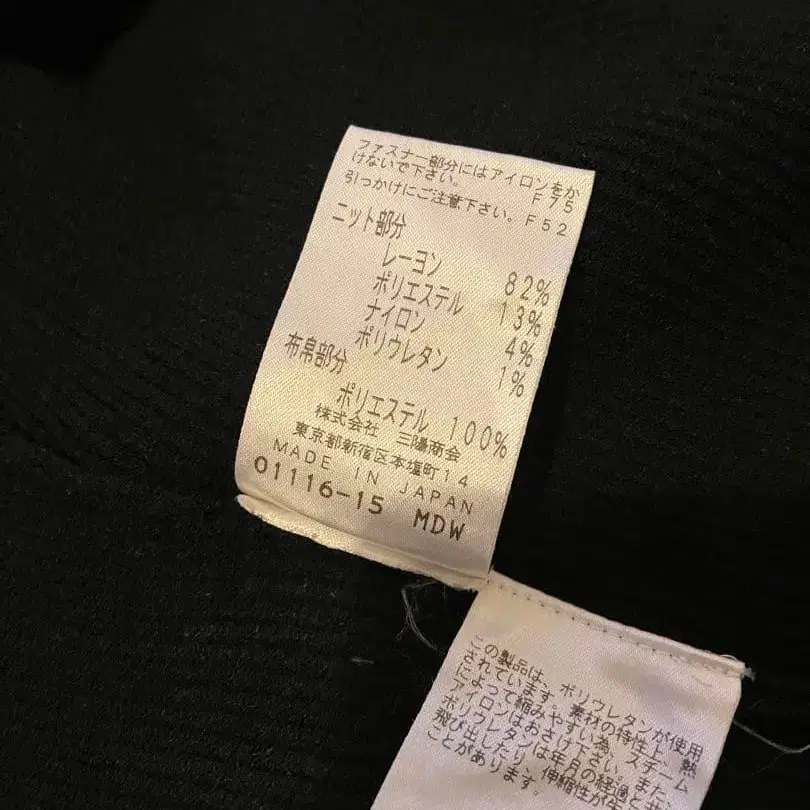 ファスナー部分にはアイロンをか
けないで下さい。 F75
引っかけにご注意下さい。F52
ニット部分
レーヨン 82%
ポリエステル 13%
ナイロン 4%
ポリウレタン 1%
布帛部分
ポリエステル 100%
株式会社 三陽商会
東京都新宿区本塩町14
MADE IN JAPAN
01116-15 MDW
この製品は、ポリウレタンが使用
されています。素材の特性上、熱
によって縮みやすい為、スチーム
アイロンはおさけ下さい。また、
ポリウレタンは年月の経過
飛び出したり、伸縮性が
ことがあります。